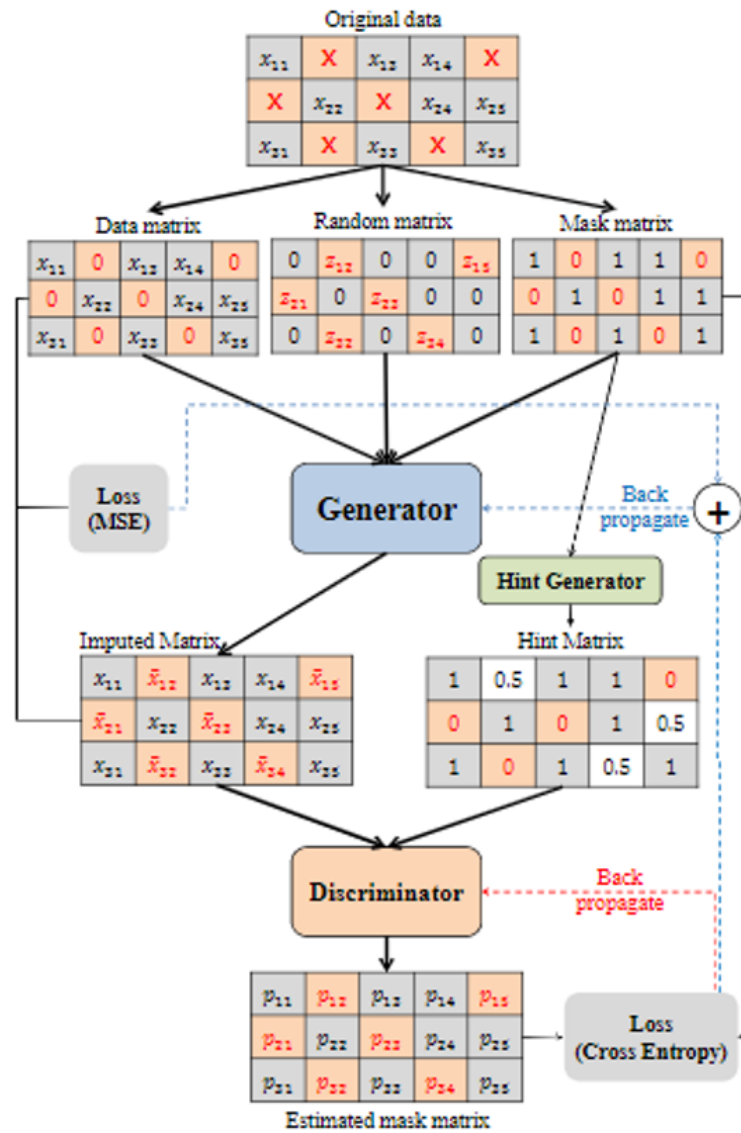 Original data
x₁₁ X x₁₃ x₁₄ X
X x₂₂ X x₂₄ x₂₅
x₃₁ X x₃₃ X x₃₅
Data matrix
x₁₁ 0 x₁₃ x₁₄ 0
0 x₂₂ 0 x₂₄ x₂₅
x₃₁ 0 x₃₃ 0 x₃₅
Random matrix
0 z₁₂ 0 0 z₁₅
z₂₁ 0 z₂₃ 0 0
0 z₃₂ 0 z₃₄ 0
Mask matrix
1 0 1 1 0
0 1 0 1 1
1 0 1 0 1
Loss
(MSE)
Generator
Back
propagate
+
Hint Generator
Imputed Matrix
x₁₁ x̄₁₂ x₁₃ x₁₄ x̄₁₅
x̄₂₁ x₂₂ x̄₂₃ x₂₄ x₂₅
x₃₁ x̄₃₂ x₃₃ x̄₃₄ x₃₅
Hint Matrix
1 0.5 1 1 0
0 1 0 1 0.5
1 0 1 0.5 1
Discriminator
Back
propagate
p₁₁ p₁₂ p₁₃ p₁₄ p₁₅
p₂₁ p₂₂ p₂₃ p₂₄ p₂₅
p₃₁ p₃₂ p₃₃ p₃₄ p₃₅
Estimated mask matrix
Loss
(Cross Entropy)